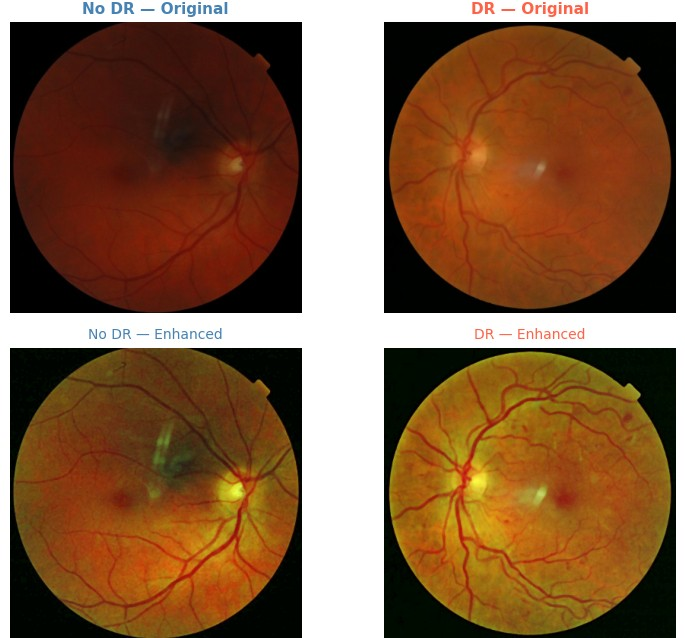 No DR — Original
DR — Original
No DR — Enhanced
DR — Enhanced